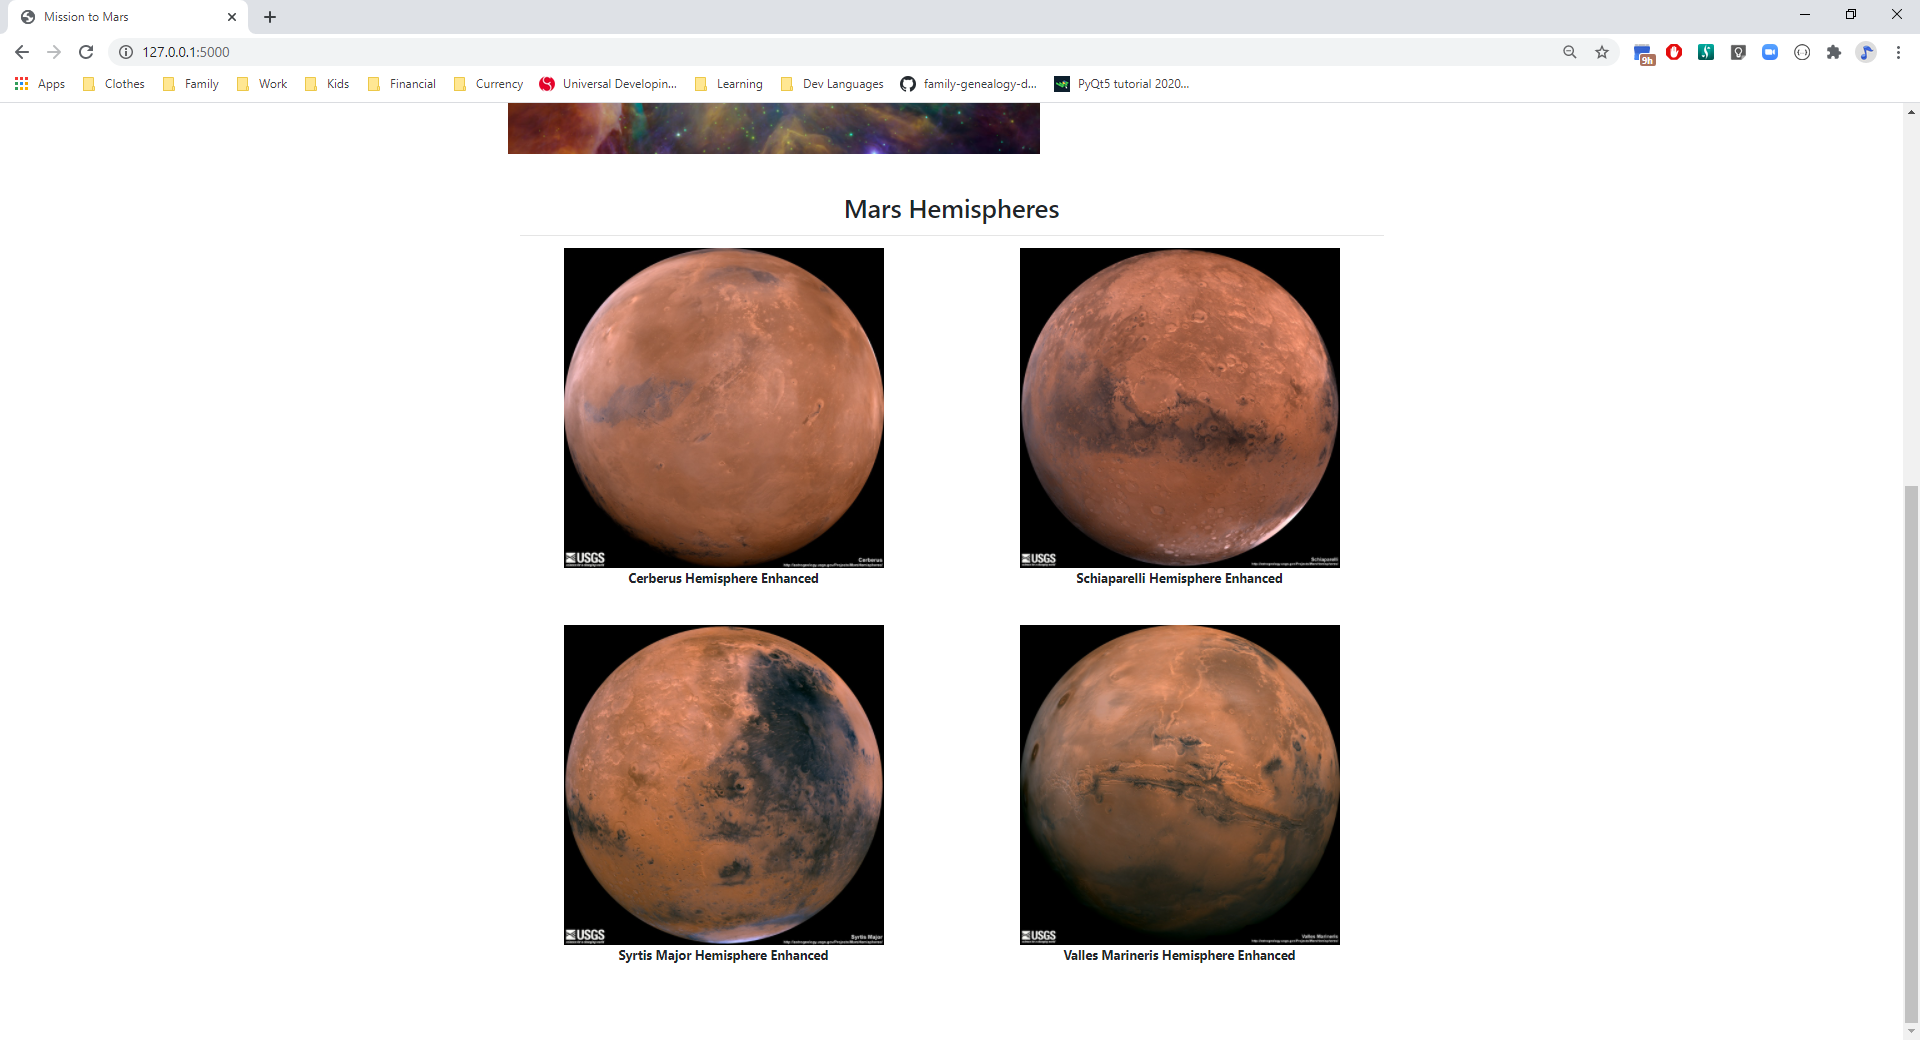 Mission to Mars
127.0.0.1:5000
9h
Apps Clothes Family Work Kids Financial Currency Universal Developin... Learning Dev Languages family-genealogy-d... PyQt5 tutorial 2020...
Mars Hemispheres
USGS Cerberus
Cerberus Hemisphere Enhanced
USGS Schiaparelli
Schiaparelli Hemisphere Enhanced
USGS Syrtis Major
Syrtis Major Hemisphere Enhanced
USGS Valles Marineris
Valles Marineris Hemisphere Enhanced